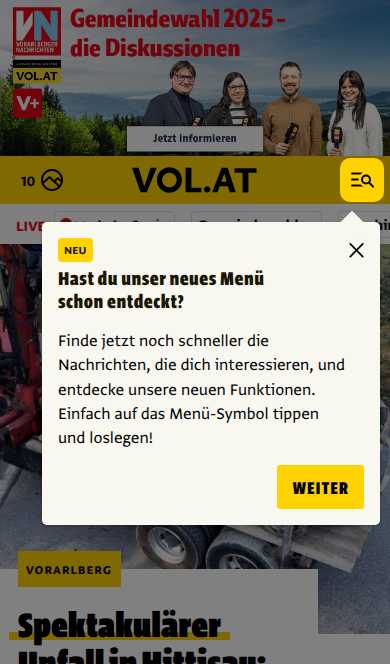 Gemeindewahl 2025 –
die Diskussionen
VN
VORARLBERGER
NACHRICHTEN
VOL.AT
V+
Jetzt informieren
10
VOL.AT
LIVE
NEU
Hast du unser neues Menü
schon entdeckt?
Finde jetzt noch schneller die
Nachrichten, die dich interessieren, und
entdecke unsere neuen Funktionen.
Einfach auf das Menü-Symbol tippen
und loslegen!
WEITER
VORARLBERG
Spektakulärer
Unfall in Hittisau: